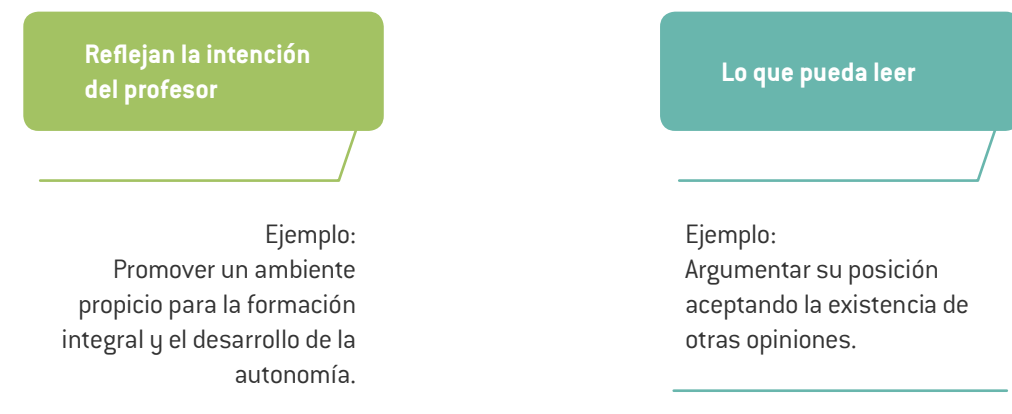 Reflejan la intención
del profesor
Ejemplo:
Promover un ambiente
propicio para la formación
integral y el desarrollo de la
autonomía.
Lo que pueda leer
Ejemplo:
Argumentar su posición
aceptando la existencia de
otras opiniones.